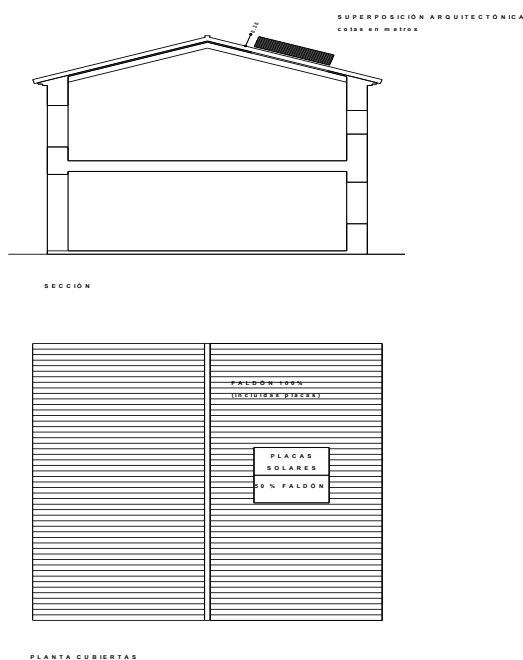 SUPERPOSICIÓN ARQUITECTÓNICA
cotas en metros
SECCIÓN
FALDÓN 100%
(incluidas placas)
PLACAS
SOLARES
50 % FALDÓN
PLANTA CUBIERTAS